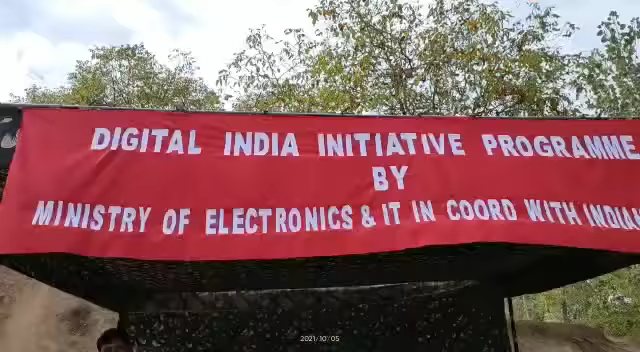 DIGITAL INDIA INITIATIVE PROGRAMME
BY
MINISTRY OF ELECTRONICS & IT IN COORD WITH INDIAN
2021/10/05